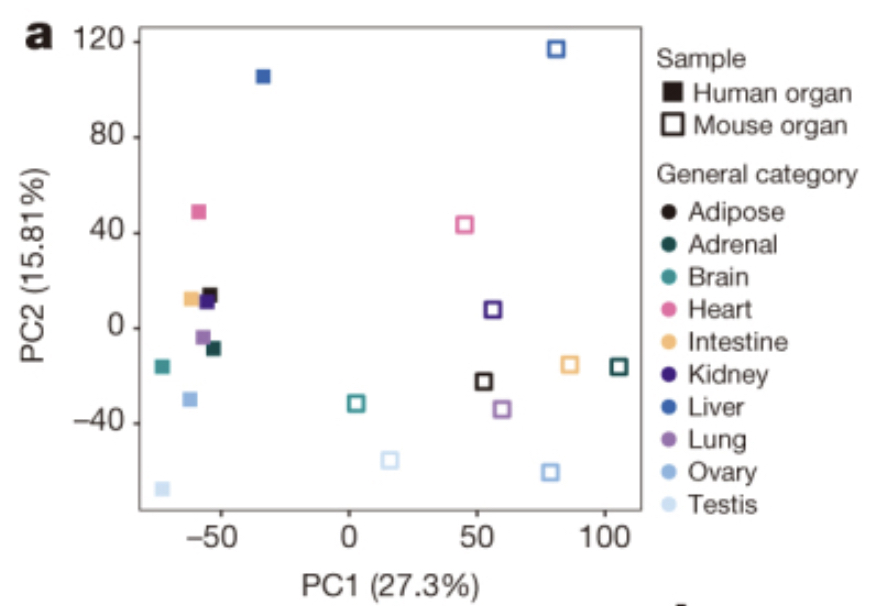 a
120
80
40
0
−40
PC2 (15.81%)
−50 0 50 100
PC1 (27.3%)
Sample
Human organ
Mouse organ
General category
Adipose
Adrenal
Brain
Heart
Intestine
Kidney
Liver
Lung
Ovary
Testis